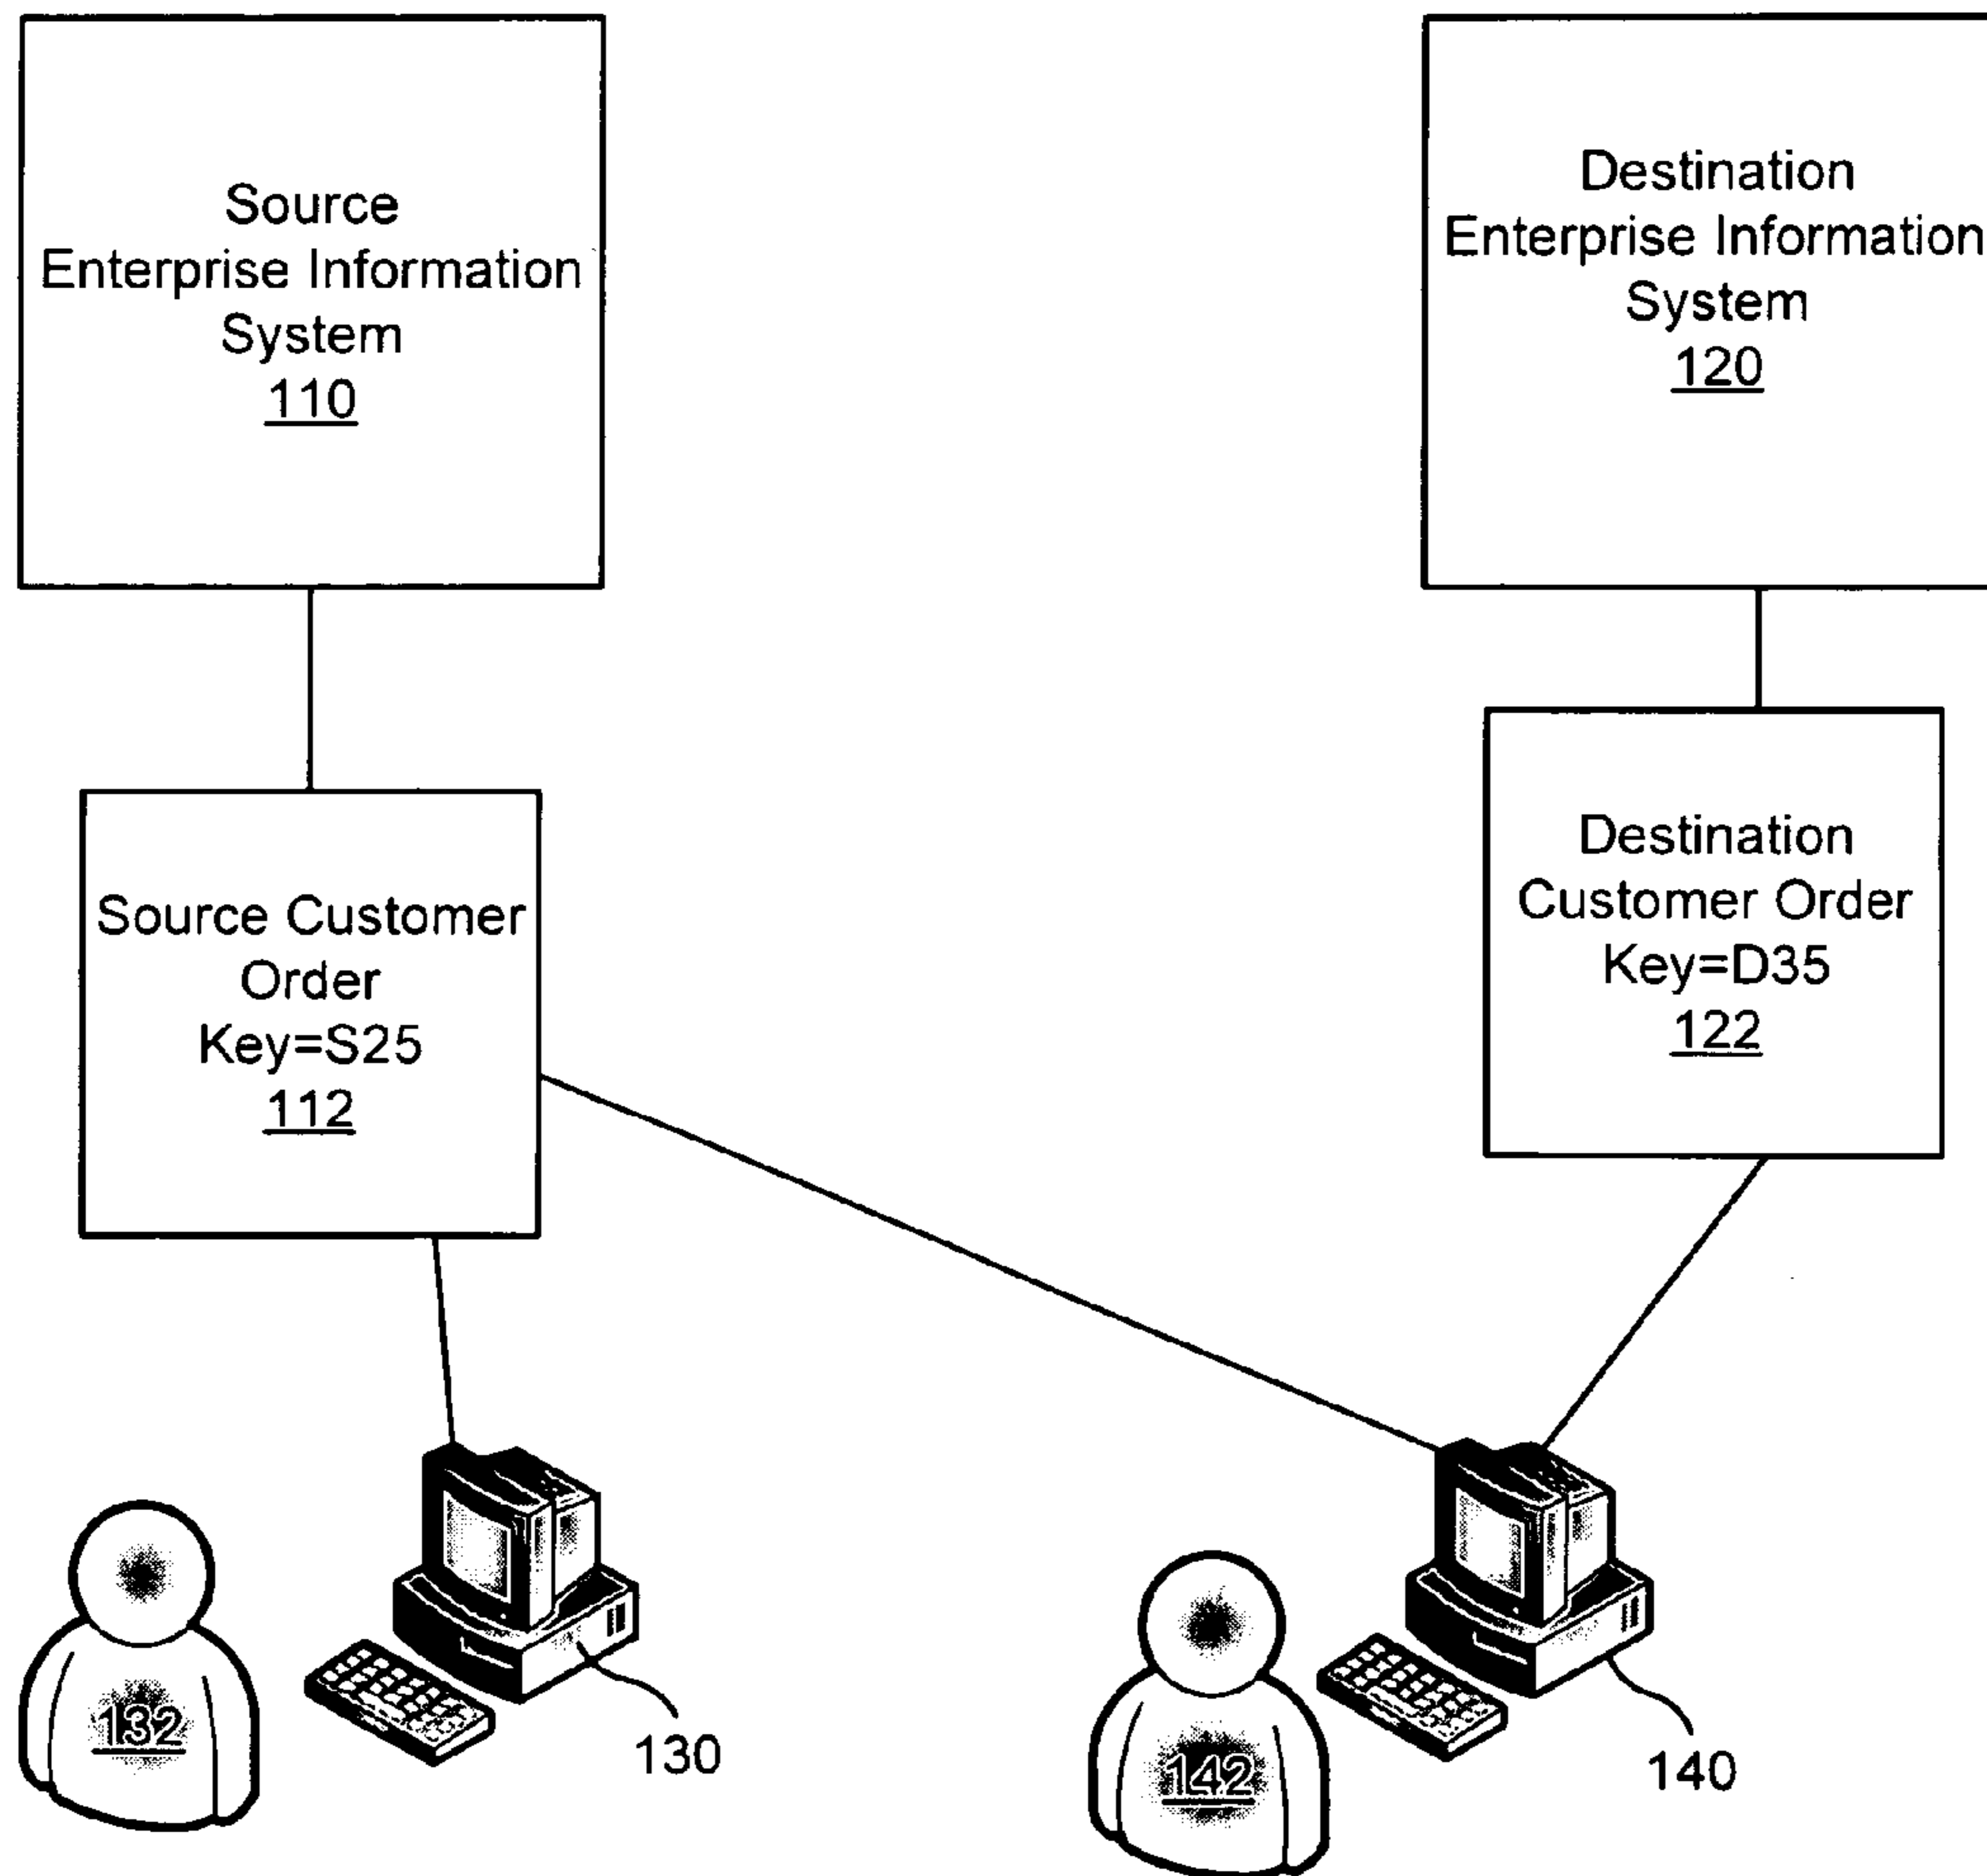 Source
Enterprise Information
System
110
Destination
Enterprise Information
System
120
Source Customer
Order
Key=S25
112
Destination
Customer Order
Key=D35
122
132
130
142
140